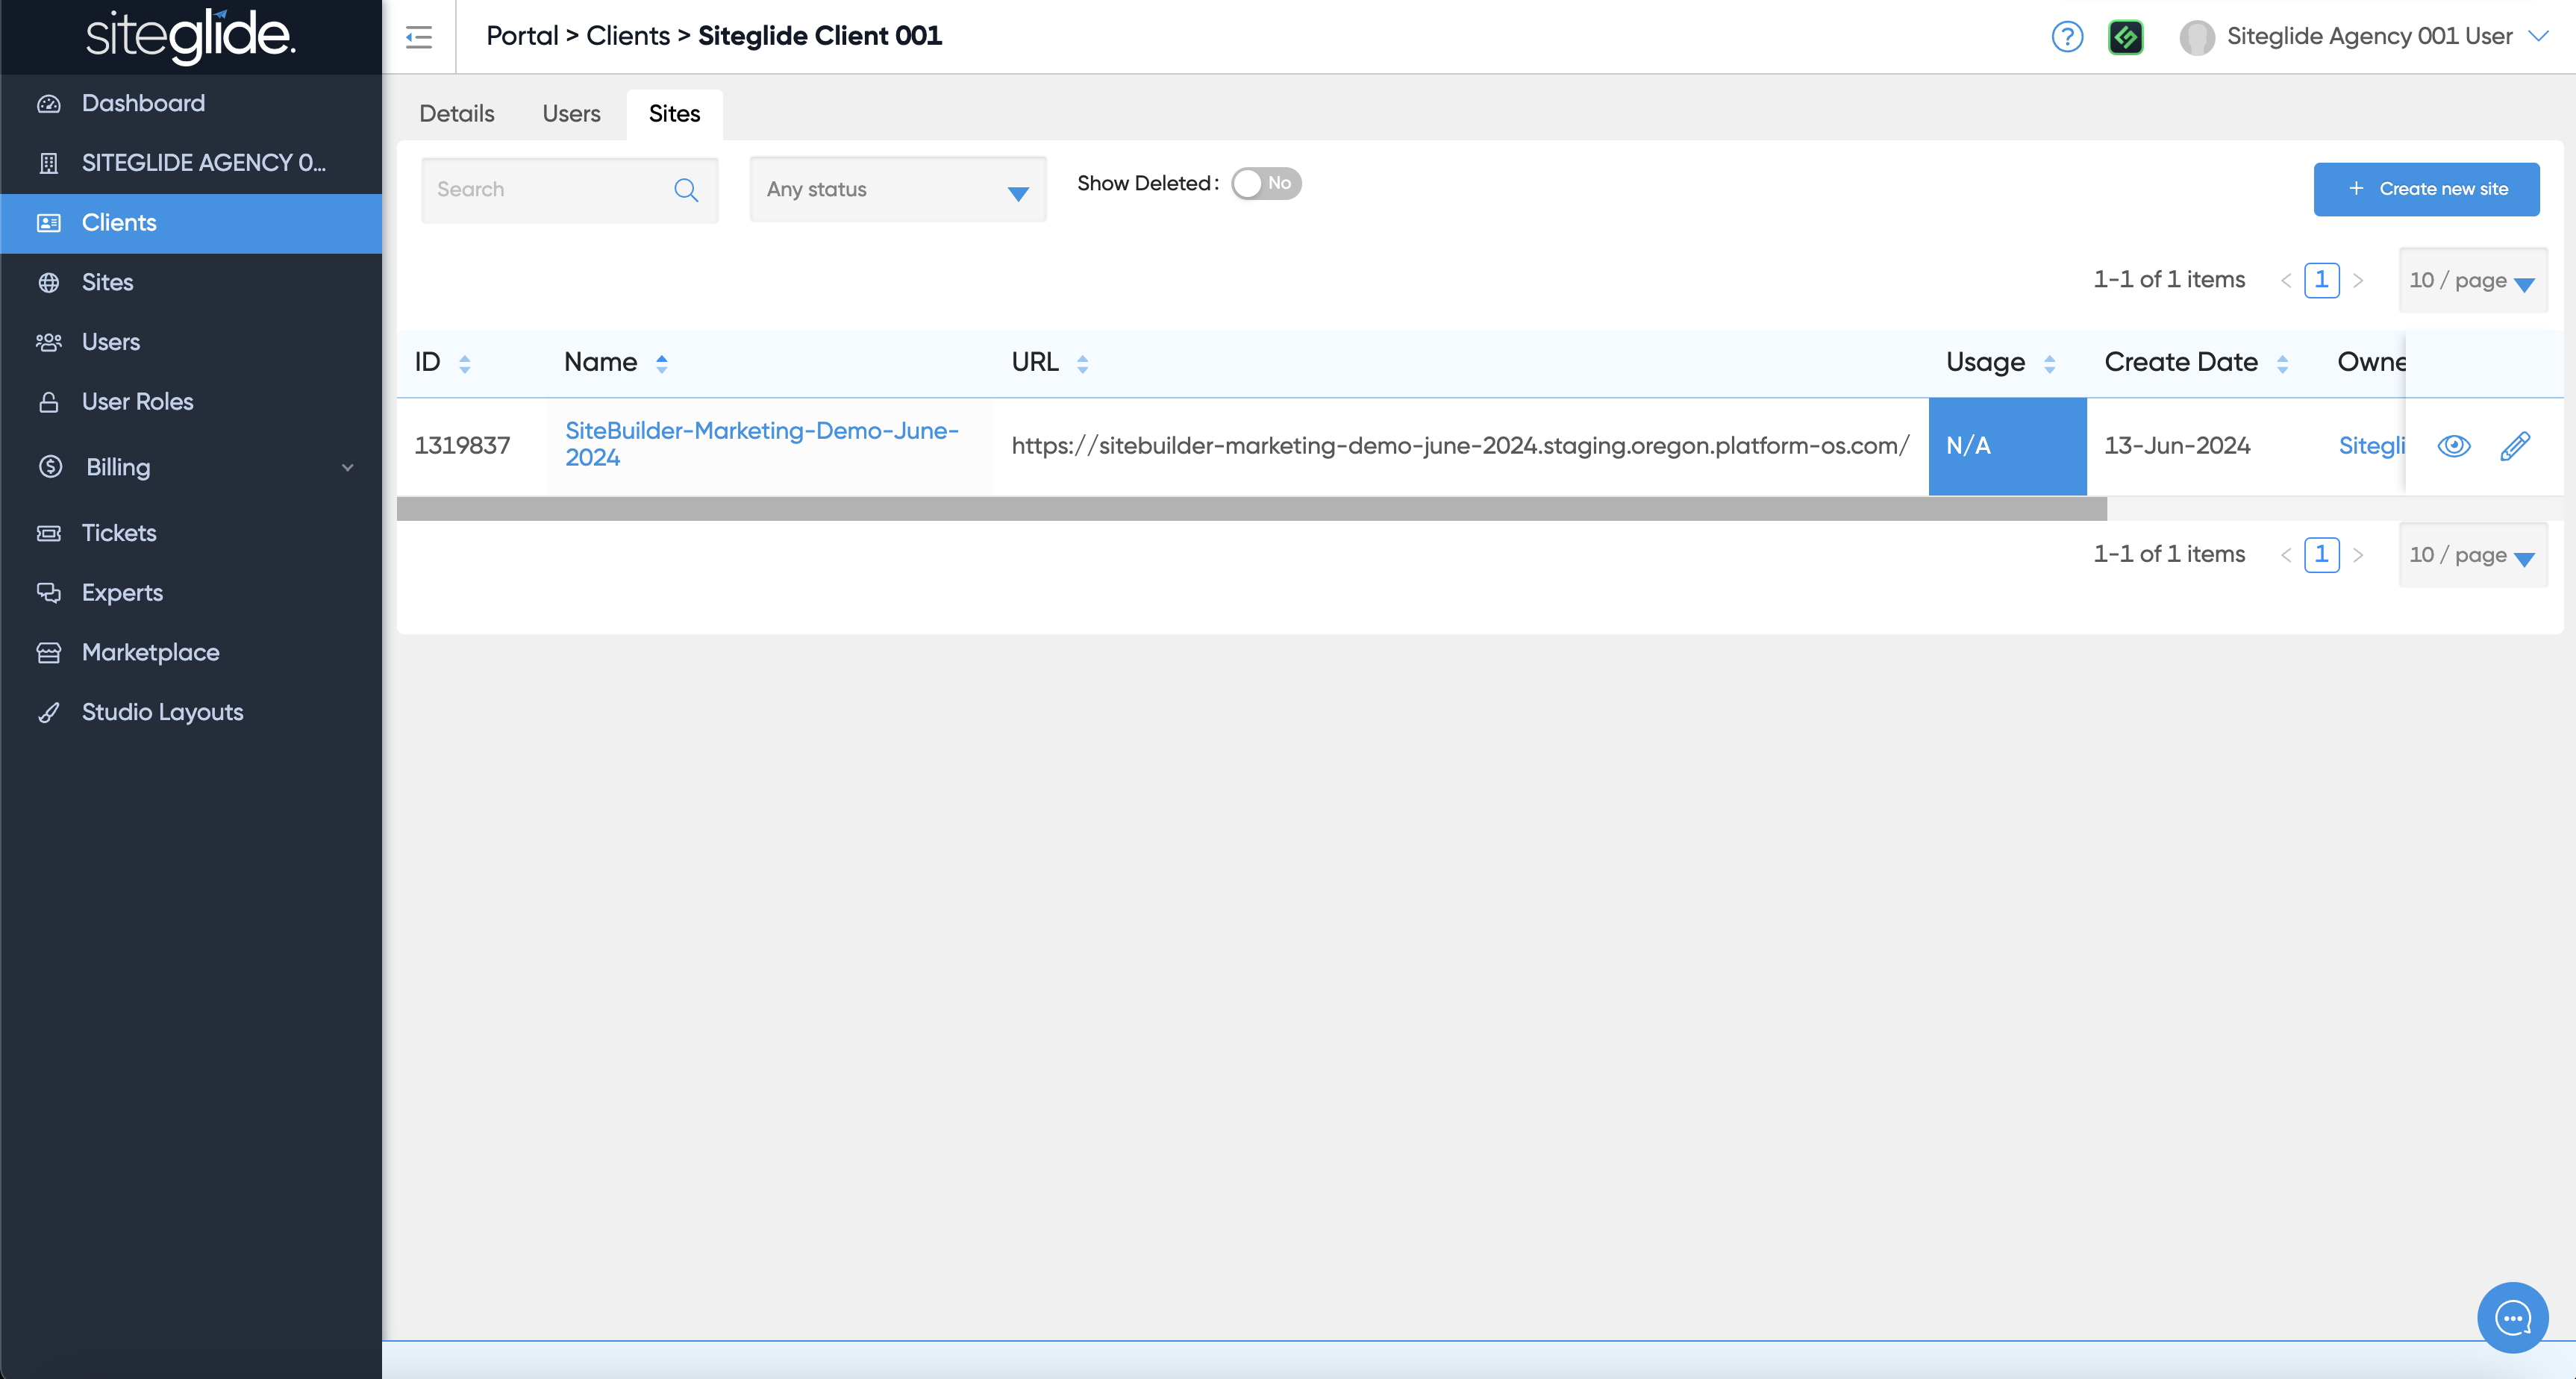 siteglide.
Portal > Clients > Siteglide Client 001
Siteglide Agency 001 User
Dashboard
SITEGLIDE AGENCY 0...
Clients
Sites
Users
User Roles
Billing
Tickets
Experts
Marketplace
Studio Layouts
Details Users Sites
Search
Any status
Show Deleted: No
+ Create new site
1-1 of 1 items < 1 > 10 / page
ID Name URL Usage Create Date Owne
1319837 SiteBuilder-Marketing-Demo-June-
2024
https://sitebuilder-marketing-demo-june-2024.staging.oregon.platform-os.com/ N/A 13-Jun-2024 Sitegli
1-1 of 1 items < 1 > 10 / page